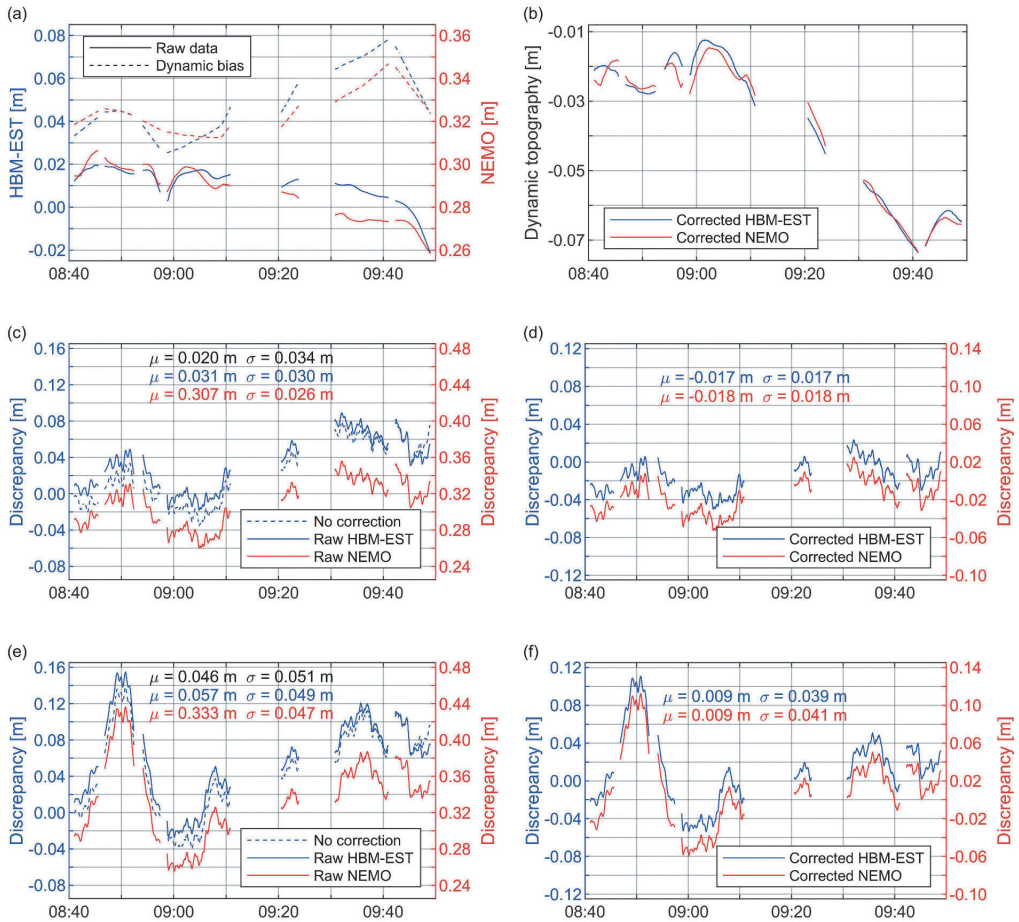 (a)
0.08
0.06
0.04
0.02
0.00
-0.02
HBM-EST [m]
Raw data
Dynamic bias
0.36
0.34
0.32
0.30
0.28
0.26
NEMO [m]
08:40
09:00
09:20
09:40
(b)
-0.01
-0.03
-0.05
-0.07
Dynamic topography [m]
Corrected HBM-EST
Corrected NEMO
08:40
09:00
09:20
09:40
(c)
0.16
0.12
0.08
0.04
0.00
-0.04
-0.08
Discrepancy [m]
μ = 0.020 m σ = 0.034 m
μ = 0.031 m σ = 0.030 m
μ = 0.307 m σ = 0.026 m
No correction
Raw HBM-EST
Raw NEMO
0.48
0.44
0.40
0.36
0.32
0.28
0.24
Discrepancy [m]
08:40
09:00
09:20
09:40
(d)
0.12
0.08
0.04
0.00
-0.04
-0.08
-0.12
Discrepancy [m]
μ = -0.017 m σ = 0.017 m
μ = -0.018 m σ = 0.018 m
Corrected HBM-EST
Corrected NEMO
0.14
0.10
0.06
0.02
-0.02
-0.06
-0.10
Discrepancy [m]
08:40
09:00
09:20
09:40
(e)
0.16
0.12
0.08
0.04
0.00
-0.04
-0.08
Discrepancy [m]
μ = 0.046 m σ = 0.051 m
μ = 0.057 m σ = 0.049 m
μ = 0.333 m σ = 0.047 m
No correction
Raw HBM-EST
Raw NEMO
0.48
0.44
0.40
0.36
0.32
0.28
0.24
Discrepancy [m]
08:40
09:00
09:20
09:40
(f)
0.12
0.08
0.04
0.00
-0.04
-0.08
-0.12
Discrepancy [m]
μ = 0.009 m σ = 0.039 m
μ = 0.009 m σ = 0.041 m
Corrected HBM-EST
Corrected NEMO
0.14
0.10
0.06
0.02
-0.02
-0.06
-0.10
Discrepancy [m]
08:40
09:00
09:20
09:40